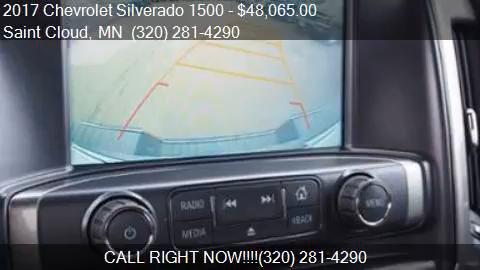 2017 Chevrolet Silverado 1500 - $48,065.00
Saint Cloud, MN (320) 281-4290
RADIO
MEDIA
BACK
MENU
CALL RIGHT NOW!!!!(320) 281-4290